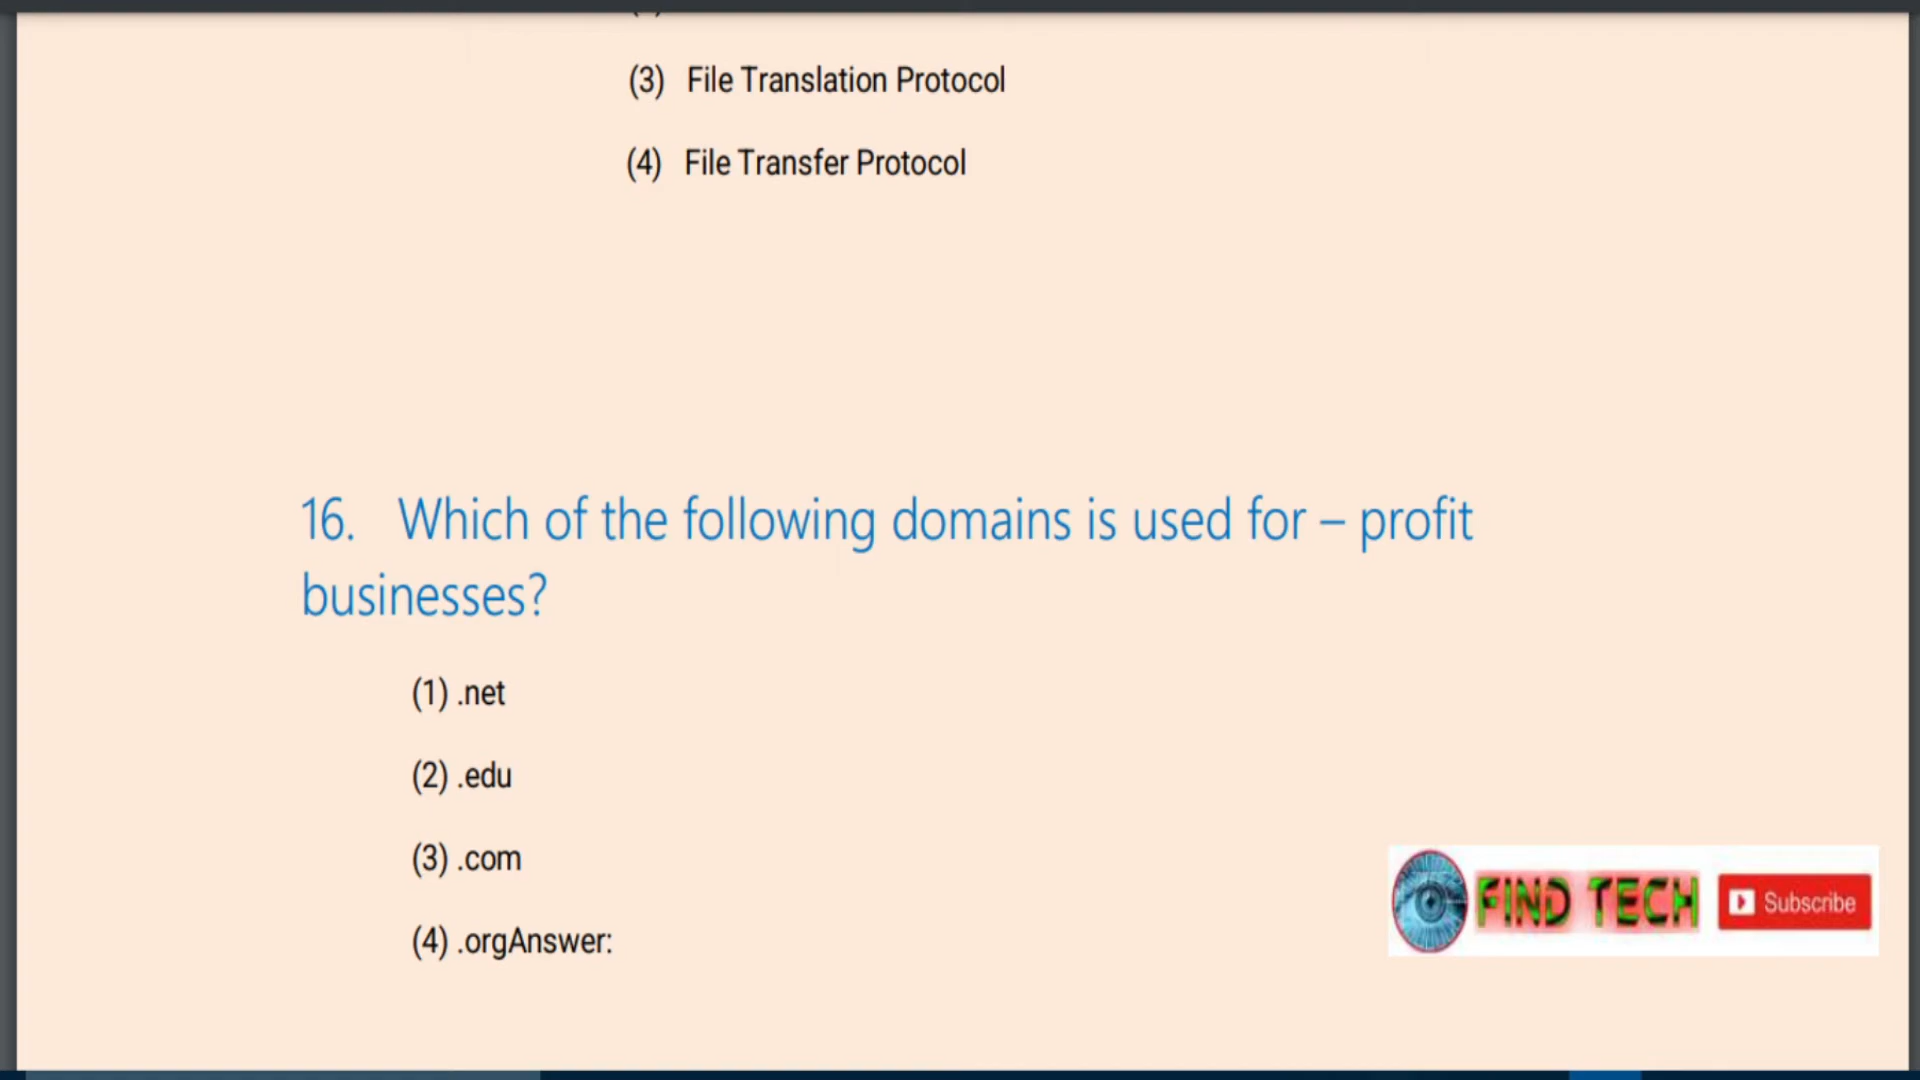 (3) File Translation Protocol
(4) File Transfer Protocol
16. Which of the following domains is used for – profit
businesses?
(1) .net
(2) .edu
(3) .com
(4) .orgAnswer:
FIND TECH
Subscribe